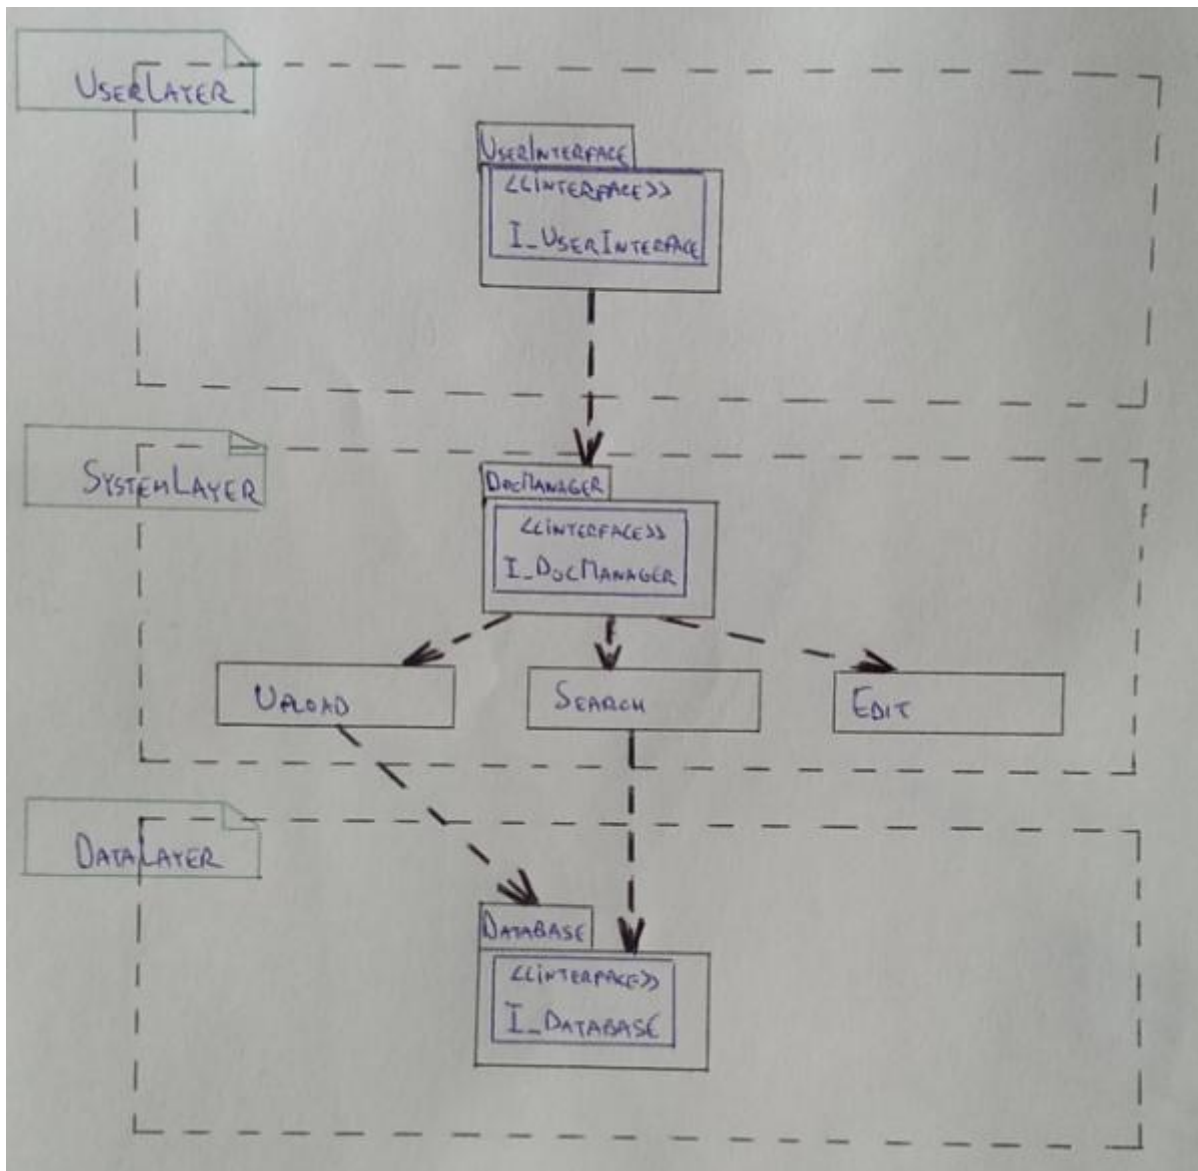 UserLayer
UserInterface
<<interface>>
I_UserInterface
SystemLayer
DocManager
<<interface>>
I_DocManager
Upload
Search
Edit
DataLayer
Database
<<interface>>
I_Database